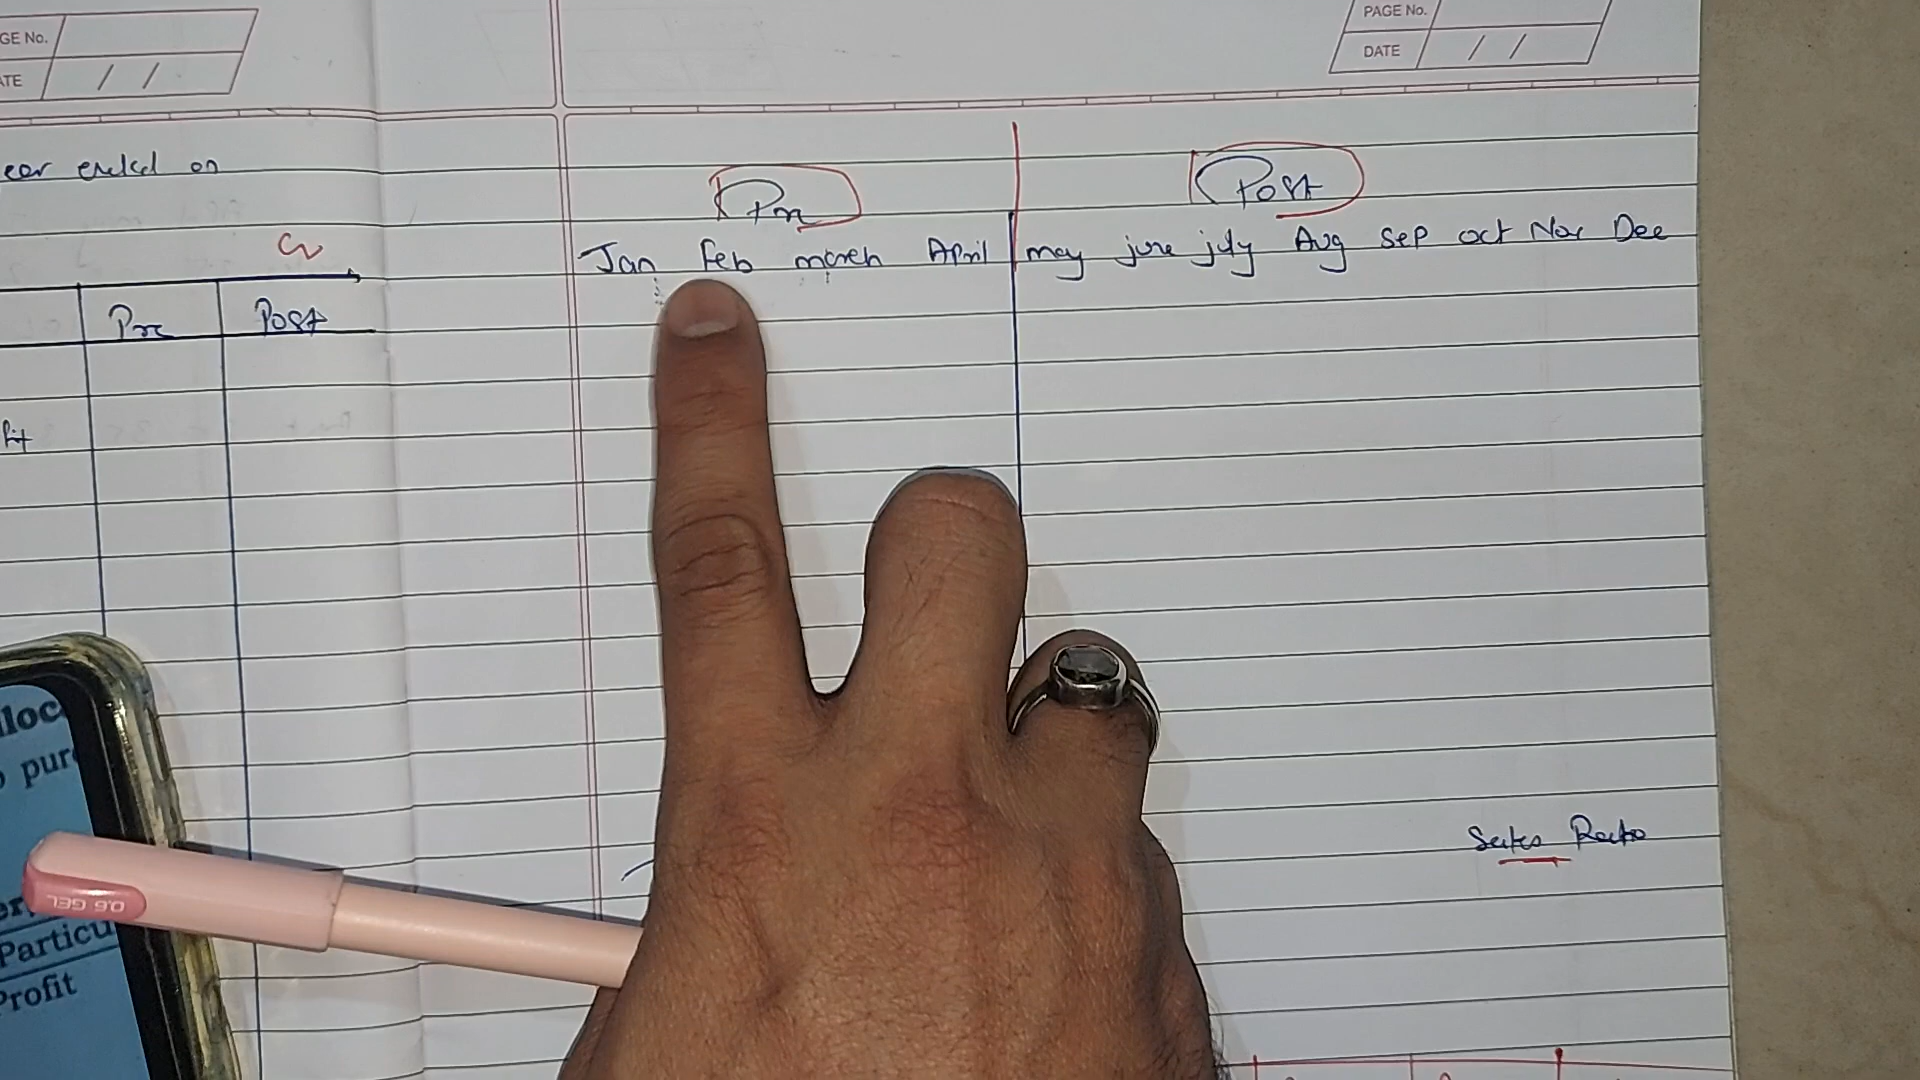 GE No.
ATE / /
PAGE No.
DATE / /
ear ended on
Pre
Post
Jan Feb march April may june july Aug Sep oct Nov Dec
Pre Post
Sales Ratio
0.6 GEL
Particu
Profit